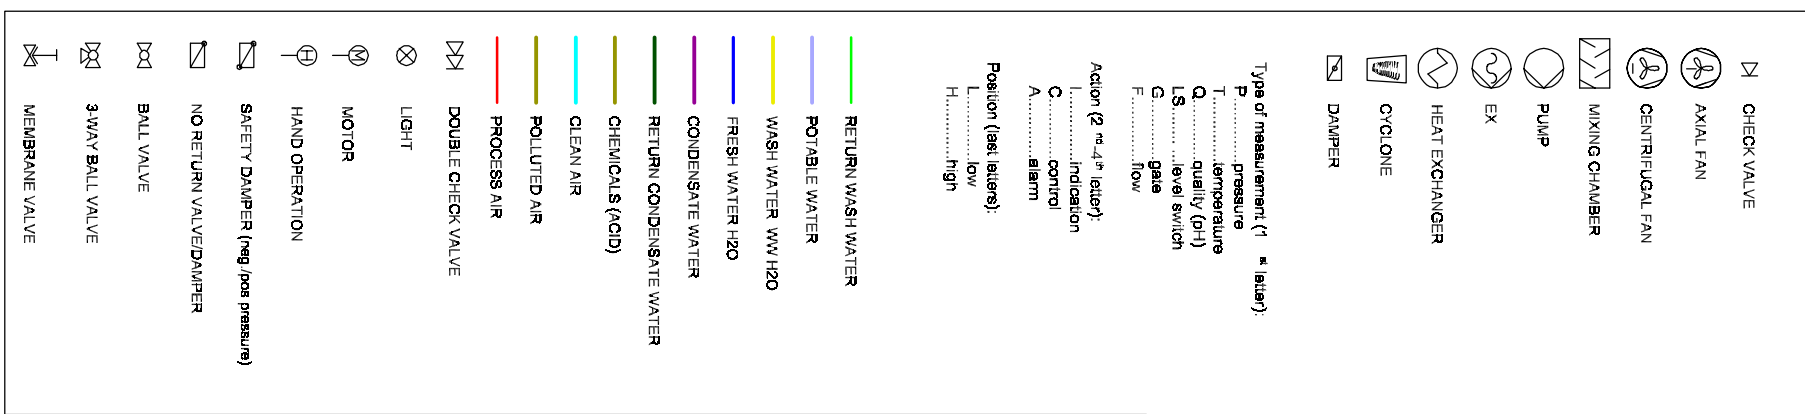 CHECK VALVE
AXIAL FAN
CENTRIFUGAL FAN
MIXING CHAMBER
PUMP
EX
HEAT EXCHANGER
CYCLONE
DAMPER
Type of measurement (1 st letter):
P..........pressure
T..........temperature
Q..........quality (pH)
LS........level switch
G..........gate
F..........flow
Action (2 nd-4th letter):
I..........indication
C..........control
A..........alarm
Position (last letters):
L..........low
H..........high
RETURN WASH WATER
POTABLE WATER
WASH WATER WW H2O
FRESH WATER H2O
CONDENSATE WATER
RETURN CONDENSATE WATER
CHEMICALS (ACID)
CLEAN AIR
POLLUTED AIR
PROCESS AIR
DOUBLE CHECK VALVE
LIGHT
M MOTOR
H HAND OPERATION
SAFETY DAMPER (neg./pos pressure)
NO RETURN VALVE/DAMPER
BALL VALVE
3-WAY BALL VALVE
MEMBRANE VALVE